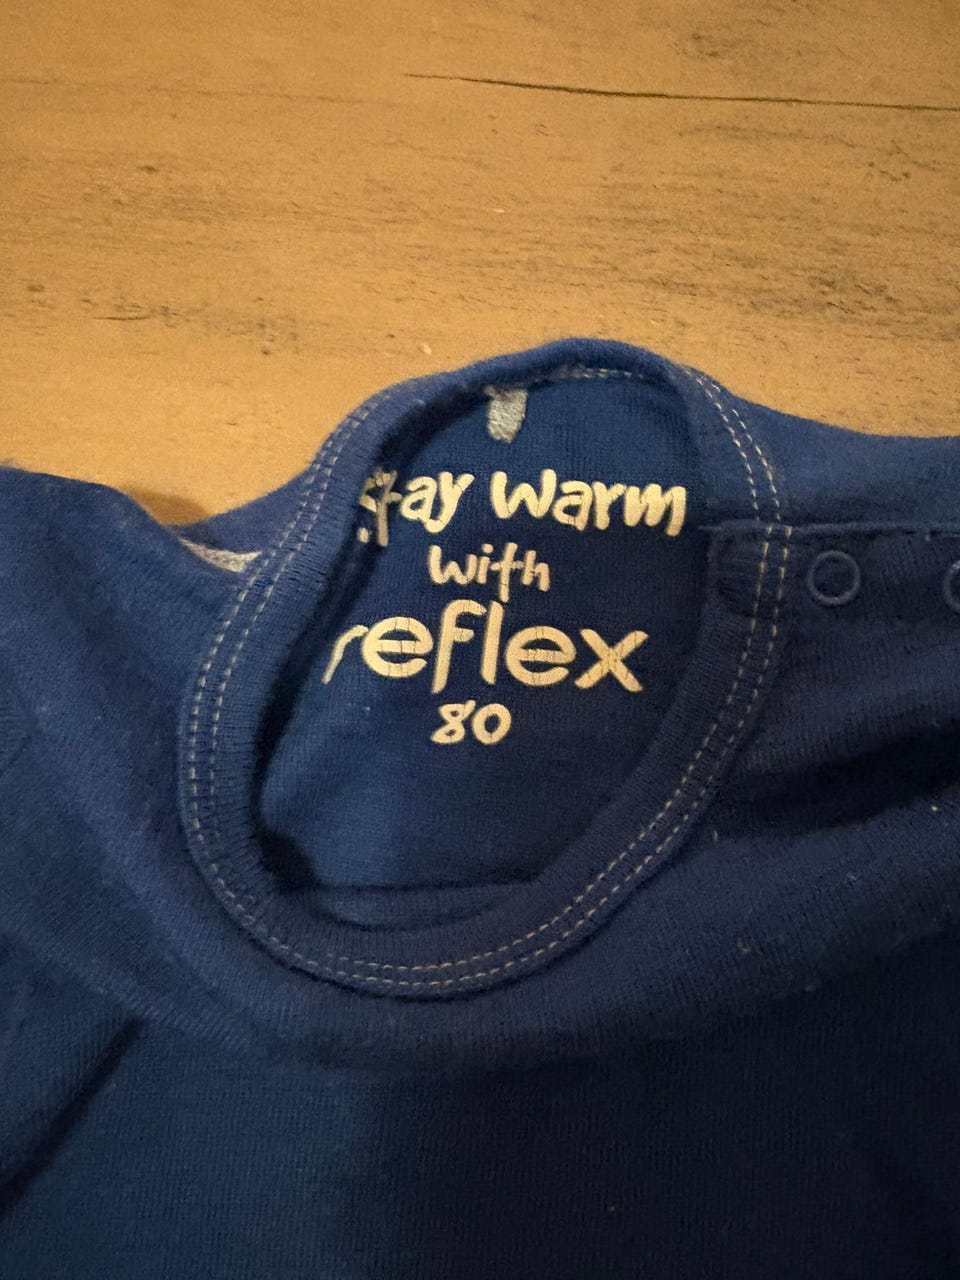 Stay Warm
with
reflex
80